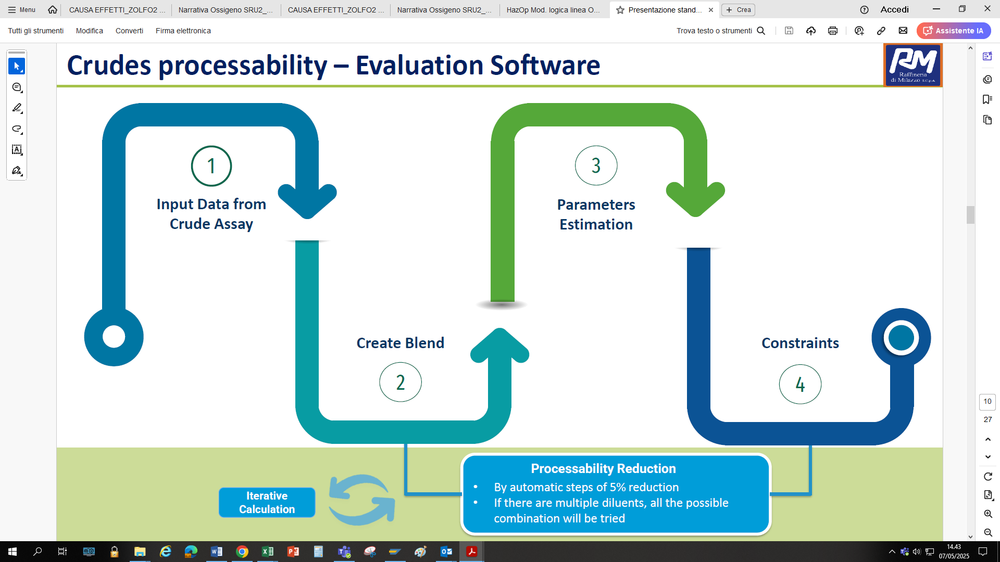 Menu
CAUSA EFFETTI_ZOLFO2 ...
Narrativa Ossigeno SRU2_...
CAUSA EFFETTI_ZOLFO2 ...
Narrativa Ossigeno SRU2_...
HazOp Mod. logica linea O...
Presentazione stand...
Crea
Accedi
Tutti gli strumenti
Modifica
Converti
Firma elettronica
Trova testo o strumenti
Assistente IA
Crudes processability – Evaluation Software
RM
Raffineria
di Milazzo S.C.p.A.
1
Input Data from
Crude Assay
3
Parameters
Estimation
Create Blend
2
Constraints
4
Iterative
Calculation
Processability Reduction
• By automatic steps of 5% reduction
• If there are multiple diluents, all the possible
combination will be tried
10
27
14.43
07/05/2025